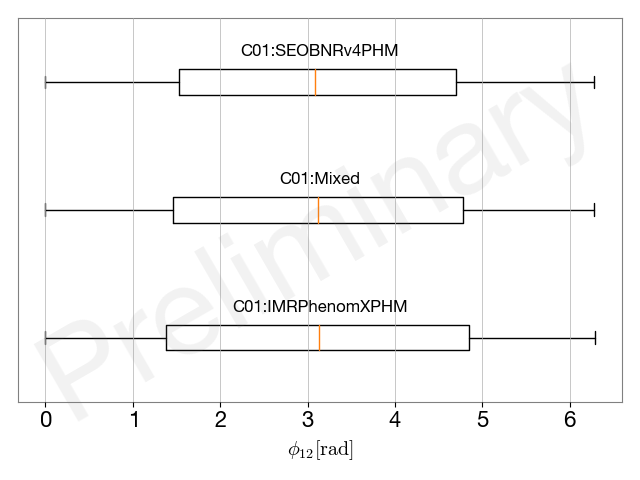 C01:SEOBNRv4PHM
C01:Mixed
C01:IMRPhenomXPHM
Preliminary
0 1 2 3 4 5 6
ϕ12[rad]